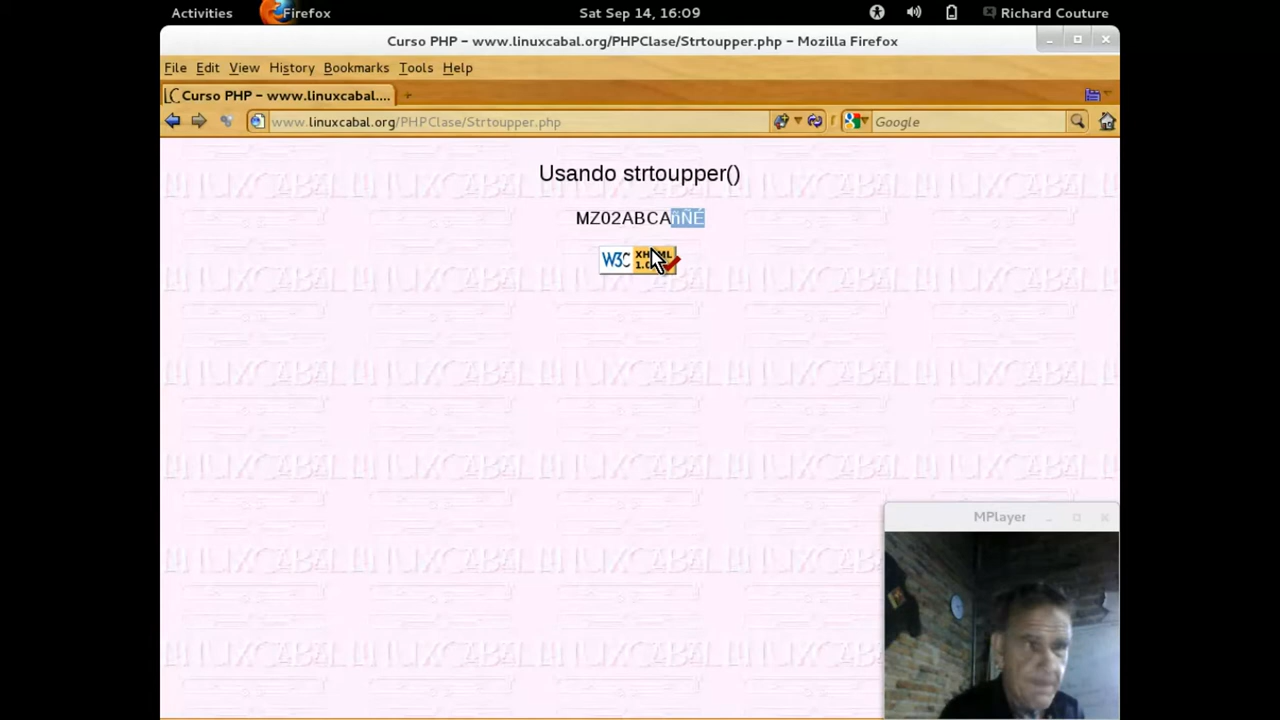 Activities Firefox Sat Sep 14, 16:09 Richard Couture
Curso PHP – www.linuxcabal.org/PHPClase/Strtoupper.php – Mozilla Firefox
File Edit View History Bookmarks Tools Help
Curso PHP – www.linuxcabal....
www.linuxcabal.org/PHPClase/Strtoupper.php Google
Usando strtoupper()
MZ02ABCAñÑÉ
W3C
MPlayer
LINUXCABAL